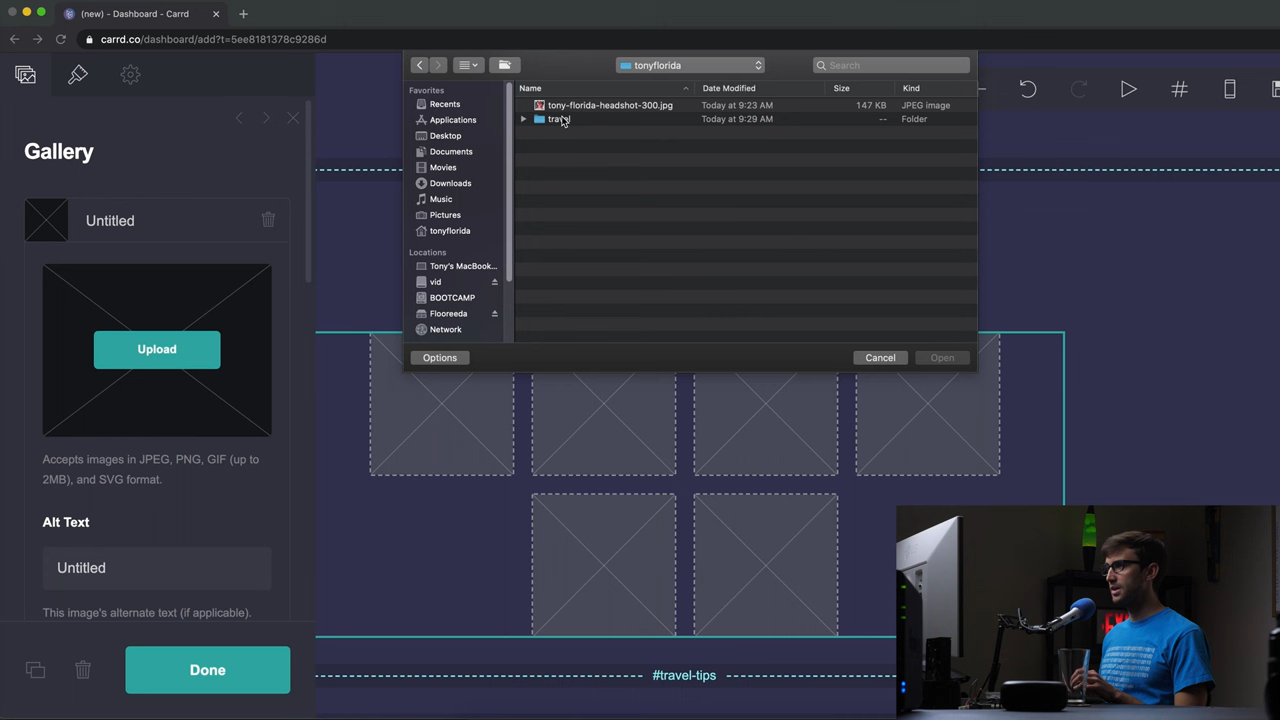 (new) - Dashboard - Carrd
carrd.co/dashboard/add?t=5ee8181378c9286d
tonyflorida
Search
Favorites
Recents
Applications
Desktop
Documents
Movies
Downloads
Music
Pictures
tonyflorida
Locations
Tony's MacBook...
vid
BOOTCAMP
Flooreeda
Network
Name
Date Modified
Size
Kind
tony-florida-headshot-300.jpg
Today at 9:23 AM
147 KB
JPEG image
travel
Today at 9:29 AM
--
Folder
Options
Cancel
Open
Gallery
Untitled
Upload
Accepts images in JPEG, PNG, GIF (up to
2MB), and SVG format.
Alt Text
Untitled
This image's alternate text (if applicable).
Done
#travel-tips